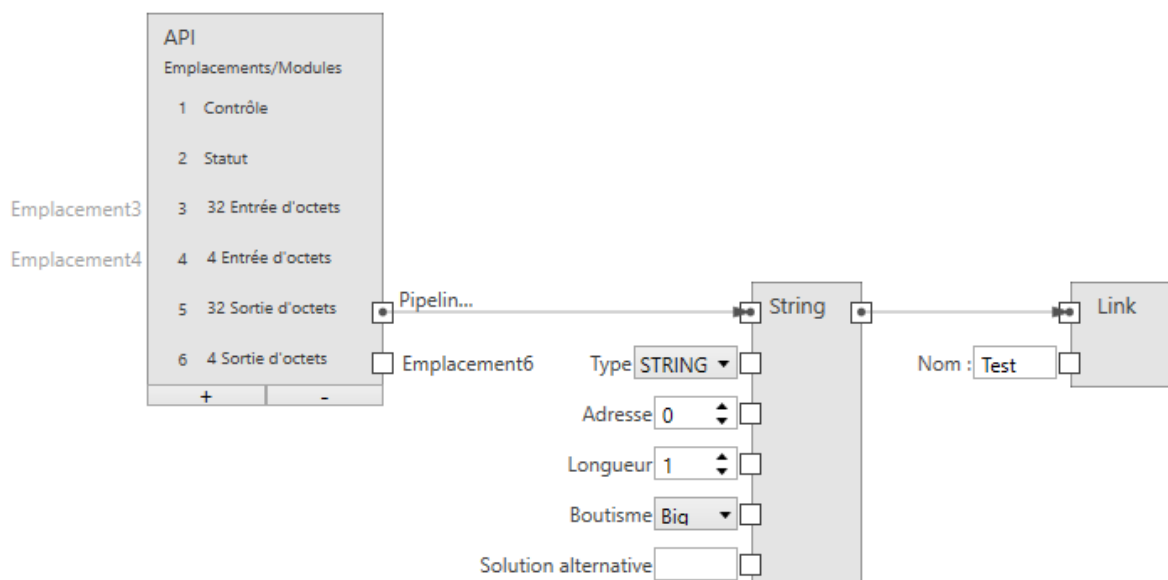 API
Emplacements/Modules
1 Contrôle
2 Statut
Emplacement3 3 32 Entrée d'octets
Emplacement4 4 4 Entrée d'octets
5 32 Sortie d'octets Pipelin... String Link
6 4 Sortie d'octets Emplacement6 Type STRING Nom : Test
+ -
Adresse 0
Longueur 1
Boutisme Big
Solution alternative